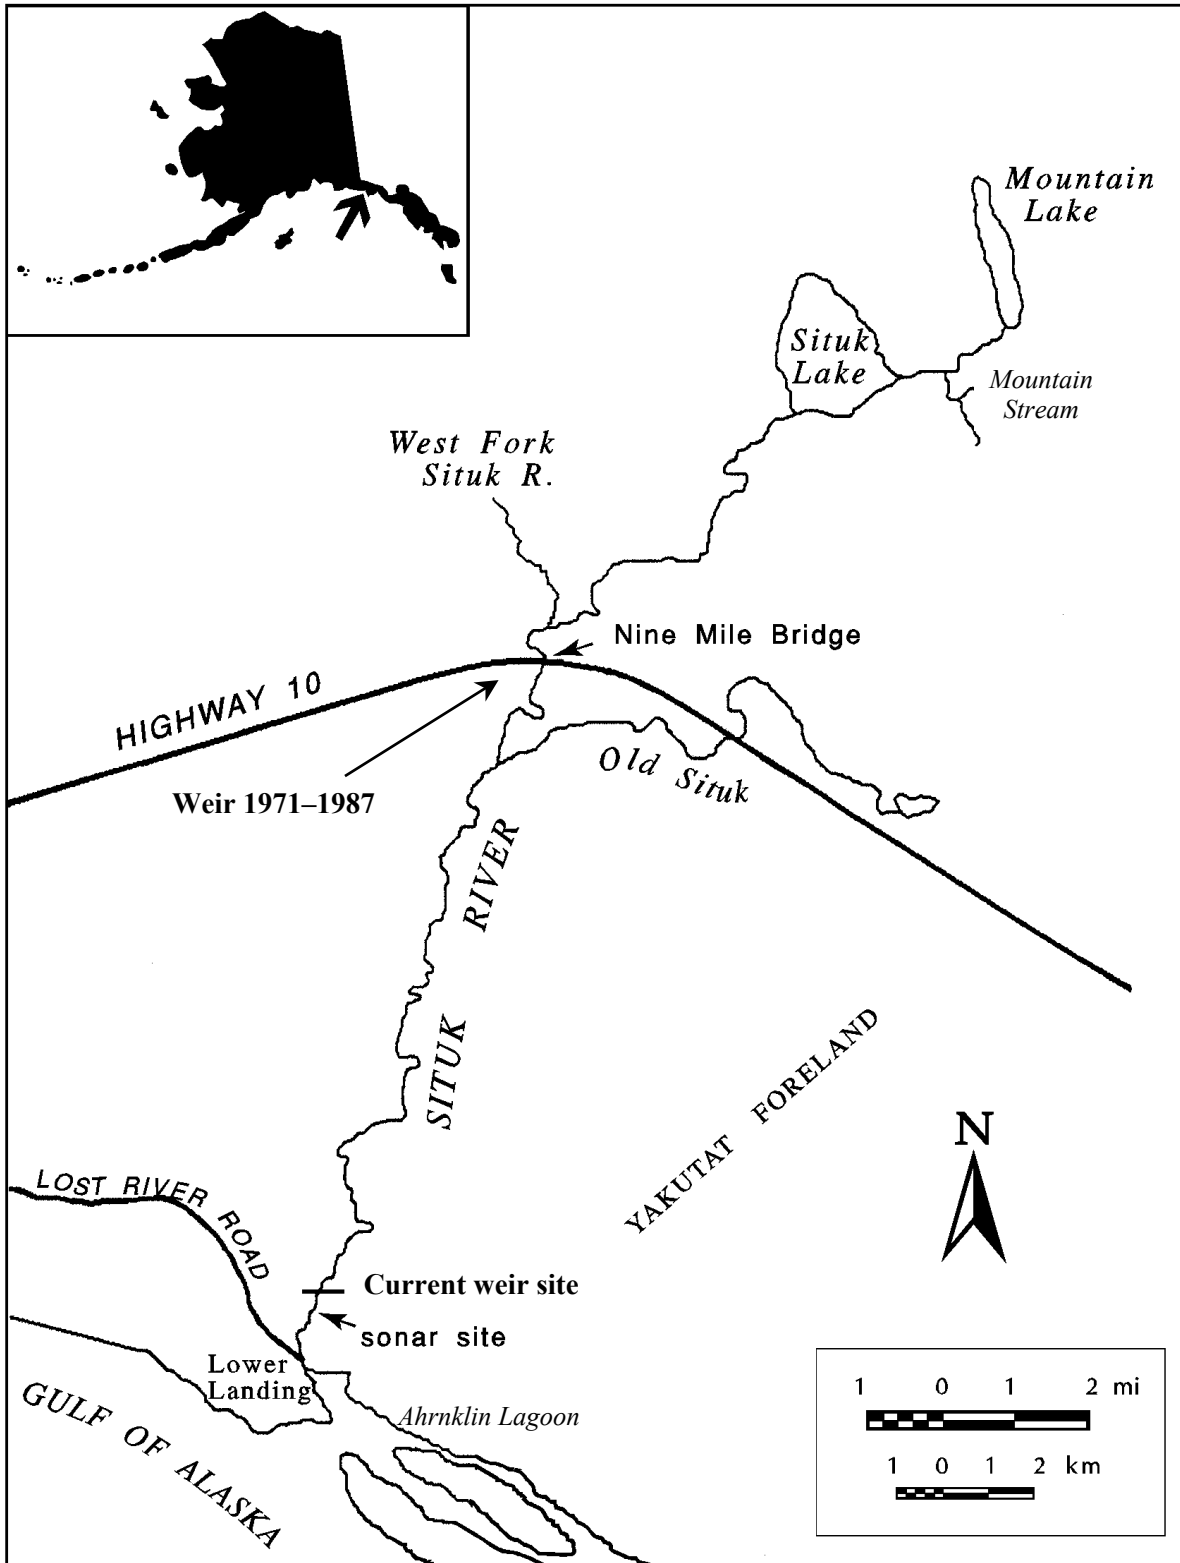 Mountain
Lake
Situk
Lake
Mountain
Stream
West Fork
Situk R.
Nine Mile Bridge
HIGHWAY 10
Old Situk
Weir 1971–1987
SITUK RIVER
YAKUTAT FORELAND
N
LOST RIVER ROAD
Current weir site
sonar site
Lower
Landing
Ahrnklin Lagoon
GULF OF ALASKA
1 0 1 2 mi
1 0 1 2 km